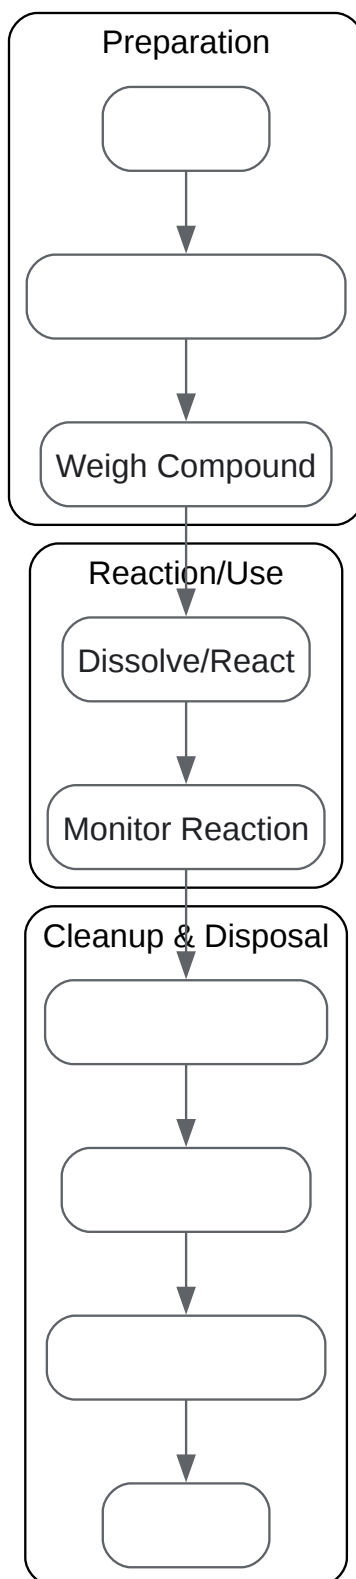 Preparation
Weigh Compound
Reaction/Use
Dissolve/React
Monitor Reaction
Cleanup & Disposal